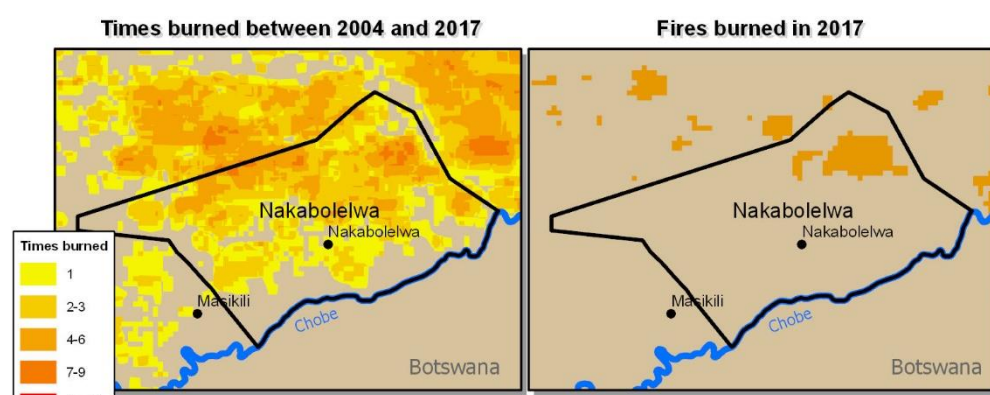 Times burned between 2004 and 2017
Nakabolelwa
Nakabolelwa
Masikili
Chobe
Botswana
Times burned
1
2-3
4-6
7-9
Fires burned in 2017
Nakabolelwa
Nakabolelwa
Masikili
Chobe
Botswana